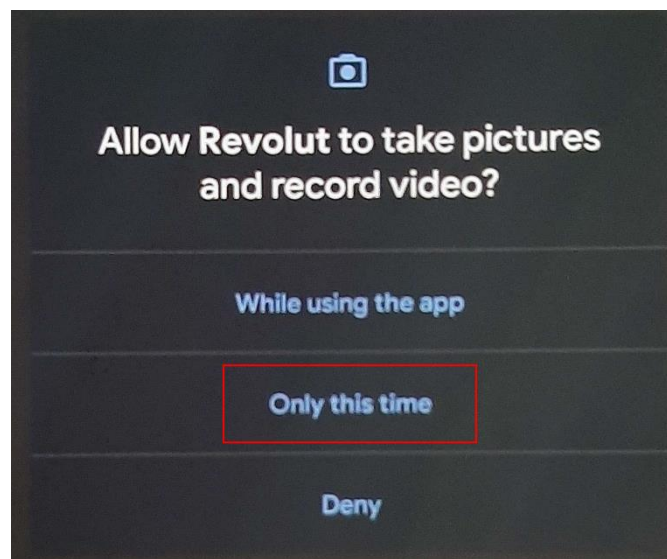 Allow Revolut to take pictures
and record video?
While using the app
Only this time
Deny